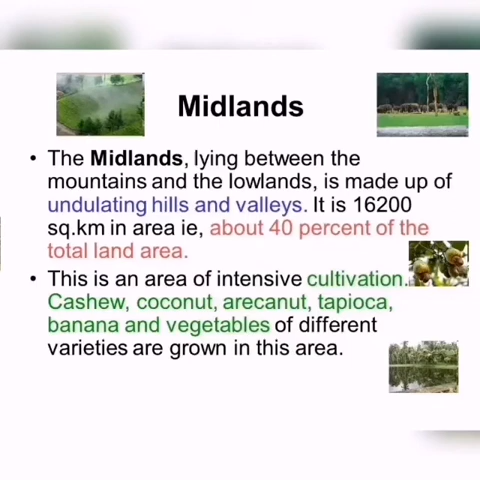 Midlands
• The Midlands, lying between the
mountains and the lowlands, is made up of
undulating hills and valleys. It is 16200
sq.km in area ie, about 40 percent of the
total land area.
• This is an area of intensive cultivation.
Cashew, coconut, arecanut, tapioca,
banana and vegetables of different
varieties are grown in this area.